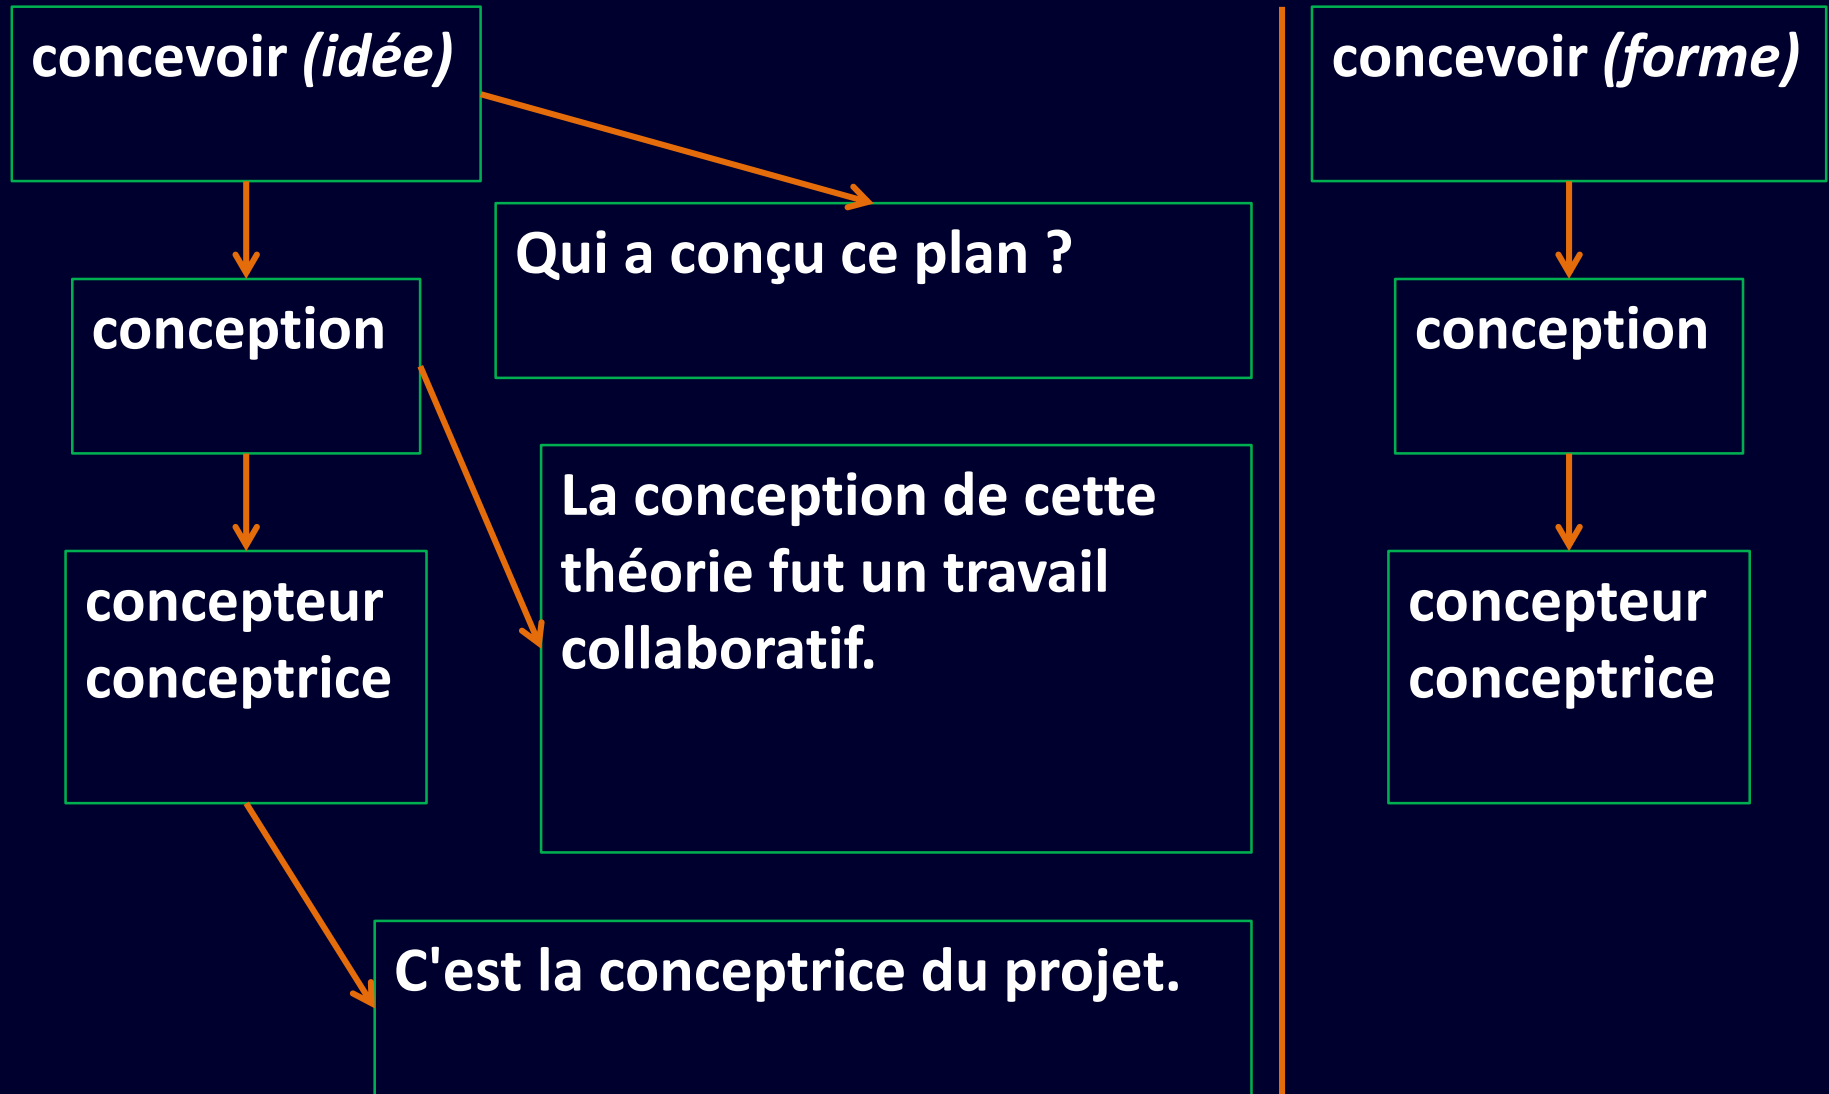 concevoir (idée)
Qui a conçu ce plan ?
conception
La conception de cette
théorie fut un travail
collaboratif.
concepteur
conceptrice
C'est la conceptrice du projet.
concevoir (forme)
conception
concepteur
conceptrice